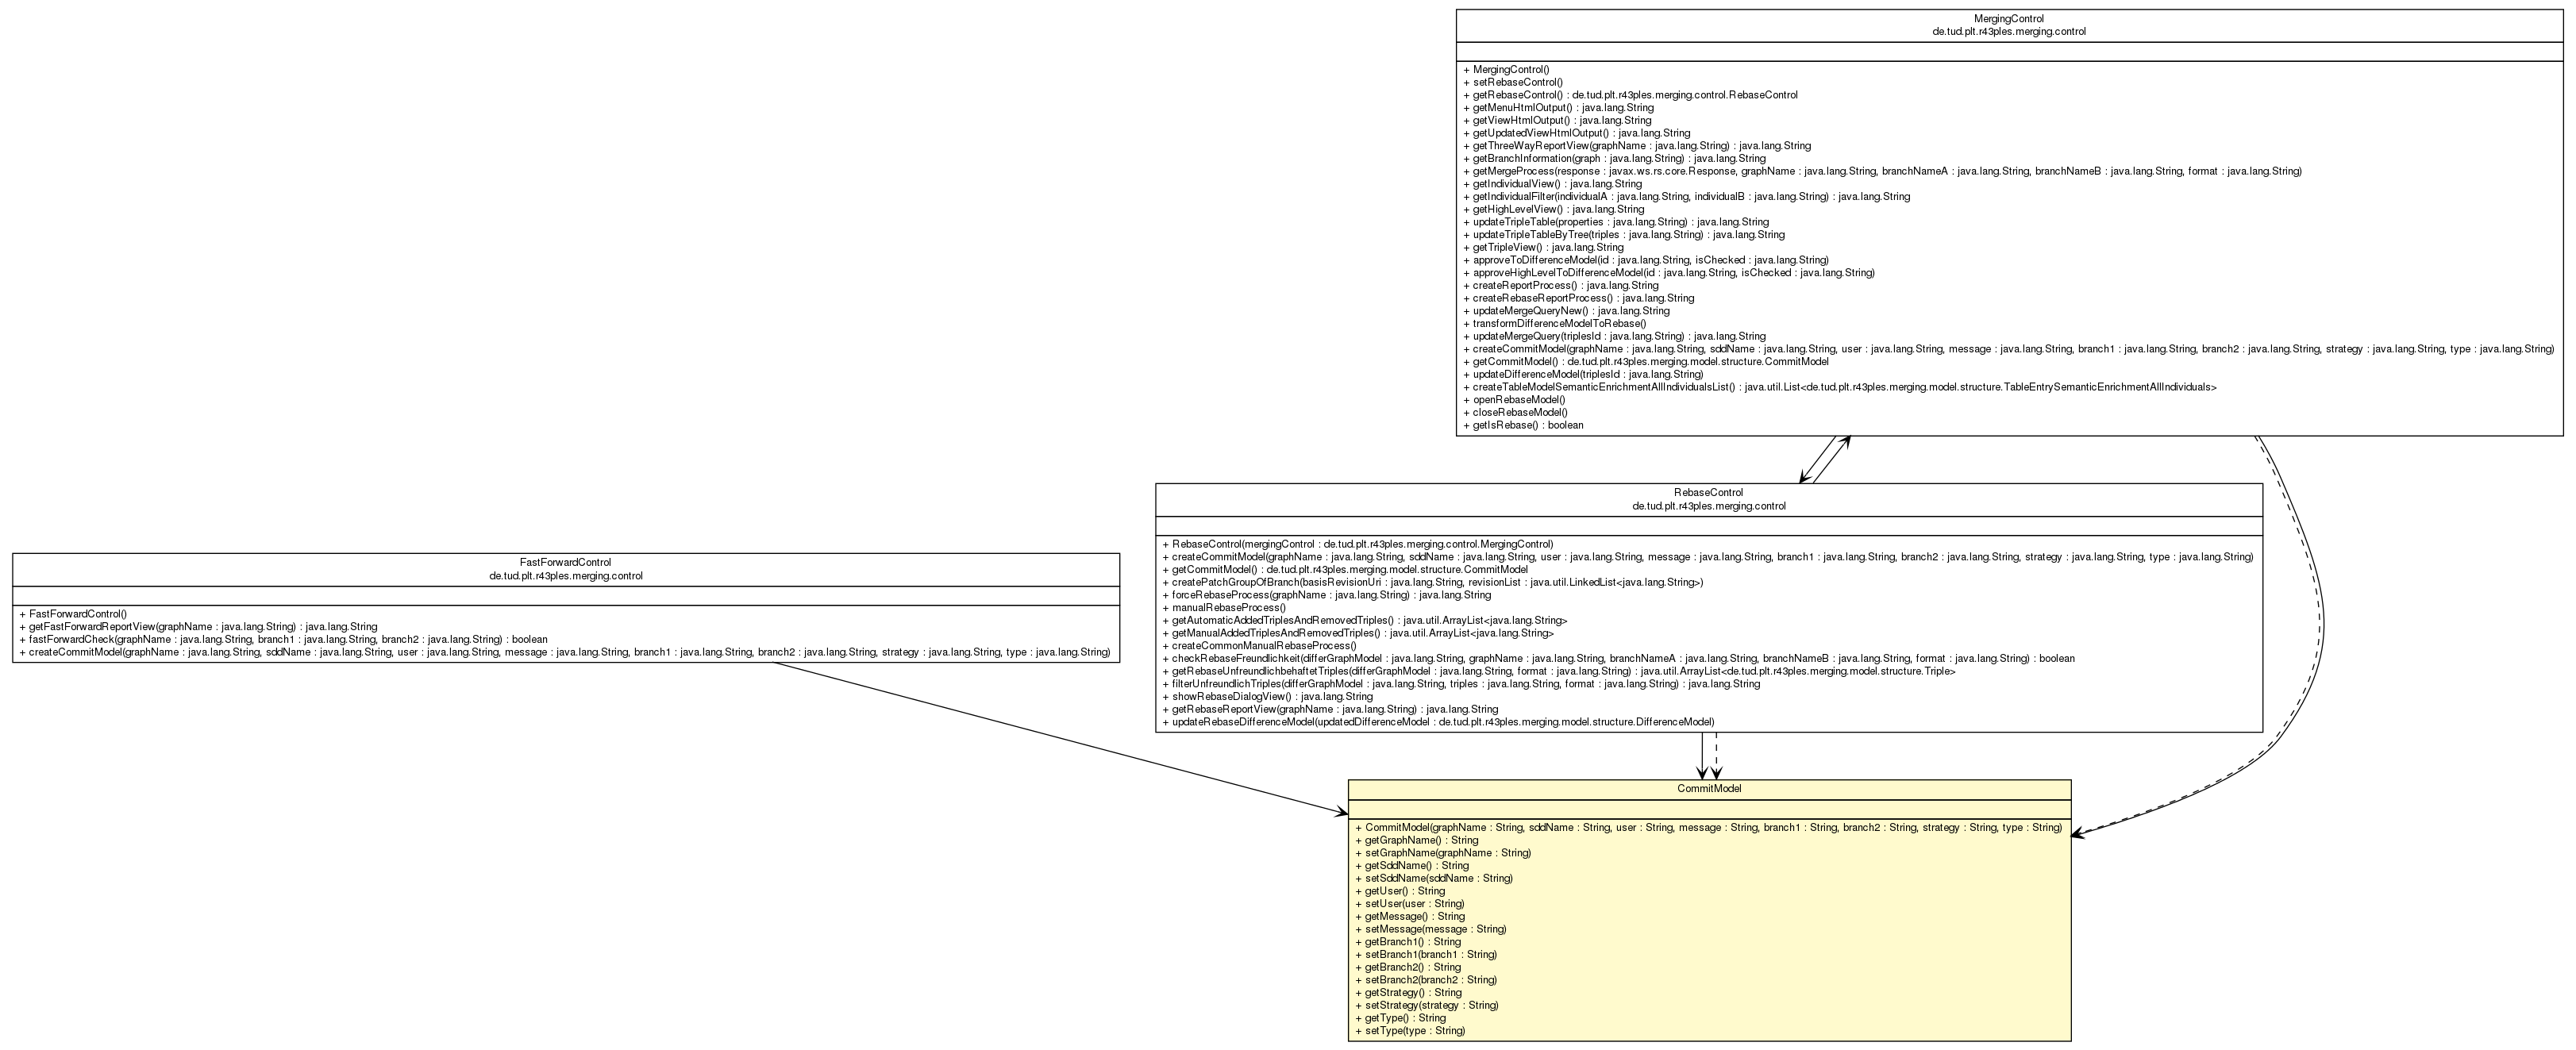 MergingControl
de.tud.plt.r43ples.merging.control
+ MergingControl()
+ setRebaseControl()
+ getRebaseControl() : de.tud.plt.r43ples.merging.control.RebaseControl
+ getMenuHtmlOutput() : java.lang.String
+ getViewHtmlOutput() : java.lang.String
+ getUpdatedViewHtmlOutput() : java.lang.String
+ getThreeWayReportView(graphName : java.lang.String) : java.lang.String
+ getBranchInformation(graph : java.lang.String) : java.lang.String
+ getMergeProcess(response : javax.ws.rs.core.Response, graphName : java.lang.String, branchNameA : java.lang.String, branchNameB : java.lang.String, format : java.lang.String)
+ getIndividualView() : java.lang.String
+ getIndividualFilter(individualA : java.lang.String, individualB : java.lang.String) : java.lang.String
+ getHighLevelView() : java.lang.String
+ updateTripleTable(properties : java.lang.String) : java.lang.String
+ updateTripleTableByTree(triples : java.lang.String) : java.lang.String
+ getTripleView() : java.lang.String
+ approveToDifferenceModel(id : java.lang.String, isChecked : java.lang.String)
+ approveHighLevelToDifferenceModel(id : java.lang.String, isChecked : java.lang.String)
+ createReportProcess() : java.lang.String
+ createRebaseReportProcess() : java.lang.String
+ updateMergeQueryNew() : java.lang.String
+ transformDifferenceModelToRebase()
+ updateMergeQuery(triplesId : java.lang.String) : java.lang.String
+ createCommitModel(graphName : java.lang.String, sddName : java.lang.String, user : java.lang.String, message : java.lang.String, branch1 : java.lang.String, branch2 : java.lang.String, strategy : java.lang.String, type : java.lang.String)
+ getCommitModel() : de.tud.plt.r43ples.merging.model.structure.CommitModel
+ updateDifferenceModel(triplesId : java.lang.String)
+ createTableModelSemanticEnrichmentAllIndividualsList() : java.util.List<de.tud.plt.r43ples.merging.model.structure.TableEntrySemanticEnrichmentAllIndividuals>
+ openRebaseModel()
+ closeRebaseModel()
+ getIsRebase() : boolean
RebaseControl
de.tud.plt.r43ples.merging.control
+ RebaseControl(mergingControl : de.tud.plt.r43ples.merging.control.MergingControl)
+ createCommitModel(graphName : java.lang.String, sddName : java.lang.String, user : java.lang.String, message : java.lang.String, branch1 : java.lang.String, branch2 : java.lang.String, strategy : java.lang.String, type : java.lang.String)
+ getCommitModel() : de.tud.plt.r43ples.merging.model.structure.CommitModel
+ createPatchGroupOfBranch(basisRevisionUri : java.lang.String, revisionList : java.util.LinkedList<java.lang.String>)
+ forceRebaseProcess(graphName : java.lang.String) : java.lang.String
+ manualRebaseProcess()
+ getAutomaticAddedTriplesAndRemovedTriples() : java.util.ArrayList<java.lang.String>
+ getManualAddedTriplesAndRemovedTriples() : java.util.ArrayList<java.lang.String>
+ createCommonManualRebaseProcess()
+ checkRebaseFreundlichkeit(differGraphModel : java.lang.String, graphName : java.lang.String, branchNameA : java.lang.String, branchNameB : java.lang.String, format : java.lang.String) : boolean
+ getRebaseUnfreundlichbehaftetTriples(differGraphModel : java.lang.String, format : java.lang.String) : java.util.ArrayList<de.tud.plt.r43ples.merging.model.structure.Triple>
+ filterUnfreundlichTriples(differGraphModel : java.lang.String, triples : java.lang.String, format : java.lang.String) : java.lang.String
+ showRebaseDialogView() : java.lang.String
+ getRebaseReportView(graphName : java.lang.String) : java.lang.String
+ updateRebaseDifferenceModel(updatedDifferenceModel : de.tud.plt.r43ples.merging.model.structure.DifferenceModel)
FastForwardControl
de.tud.plt.r43ples.merging.control
+ FastForwardControl()
+ getFastForwardReportView(graphName : java.lang.String) : java.lang.String
+ fastForwardCheck(graphName : java.lang.String, branch1 : java.lang.String, branch2 : java.lang.String) : boolean
+ createCommitModel(graphName : java.lang.String, sddName : java.lang.String, user : java.lang.String, message : java.lang.String, branch1 : java.lang.String, branch2 : java.lang.String, strategy : java.lang.String, type : java.lang.String)
CommitModel
+ CommitModel(graphName : String, sddName : String, user : String, message : String, branch1 : String, branch2 : String, strategy : String, type : String)
+ getGraphName() : String
+ setGraphName(graphName : String)
+ getSddName() : String
+ setSddName(sddName : String)
+ getUser() : String
+ setUser(user : String)
+ getMessage() : String
+ setMessage(message : String)
+ getBranch1() : String
+ setBranch1(branch1 : String)
+ getBranch2() : String
+ setBranch2(branch2 : String)
+ getStrategy() : String
+ setStrategy(strategy : String)
+ getType() : String
+ setType(type : String)